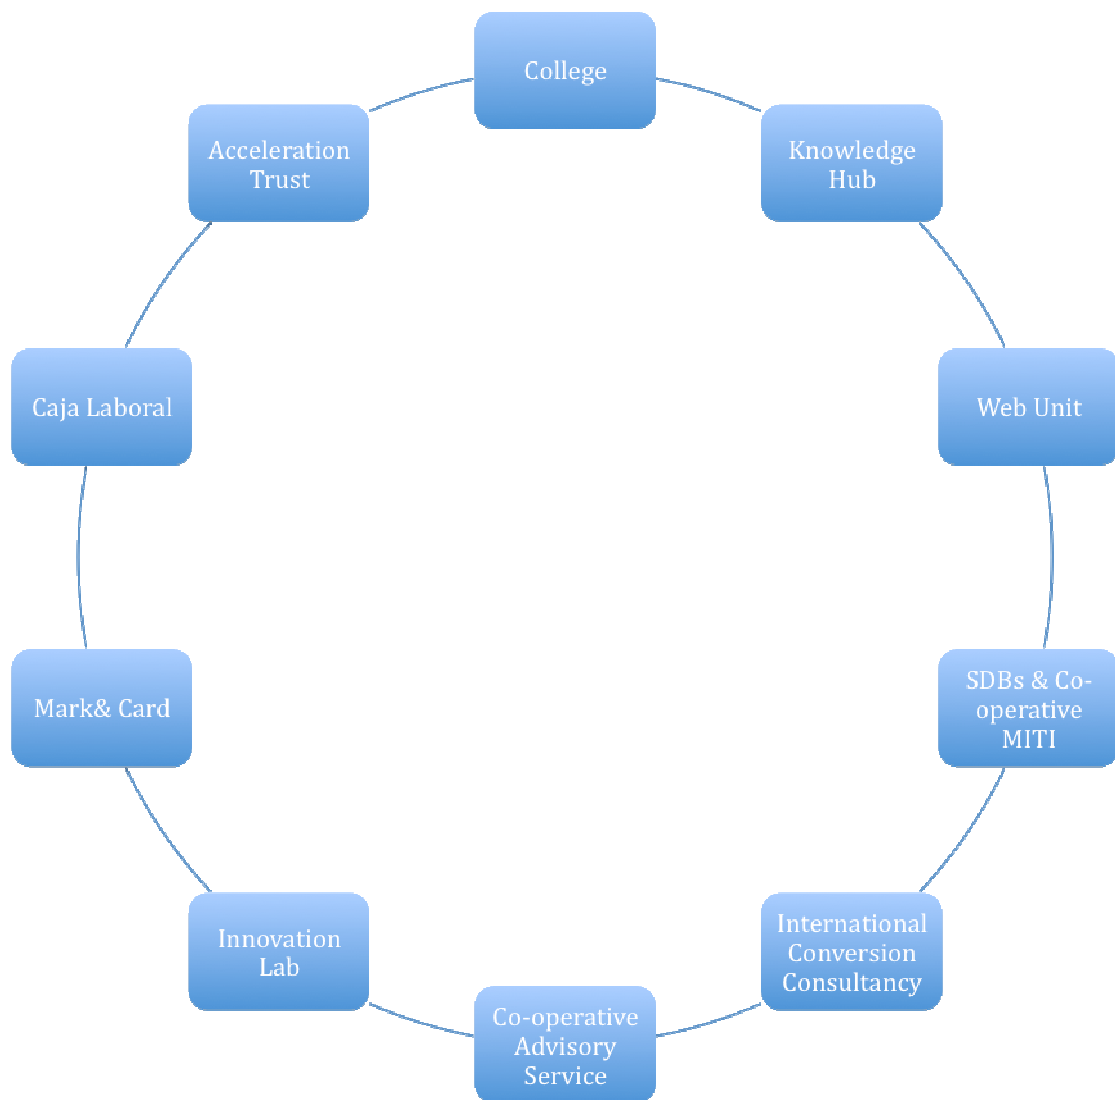 College
Acceleration
Trust
Knowledge
Hub
Caja Laboral
Web Unit
Mark& Card
SDBs & Co-
operative
MITI
Innovation
Lab
International
Conversion
Consultancy
Co-operative
Advisory
Service